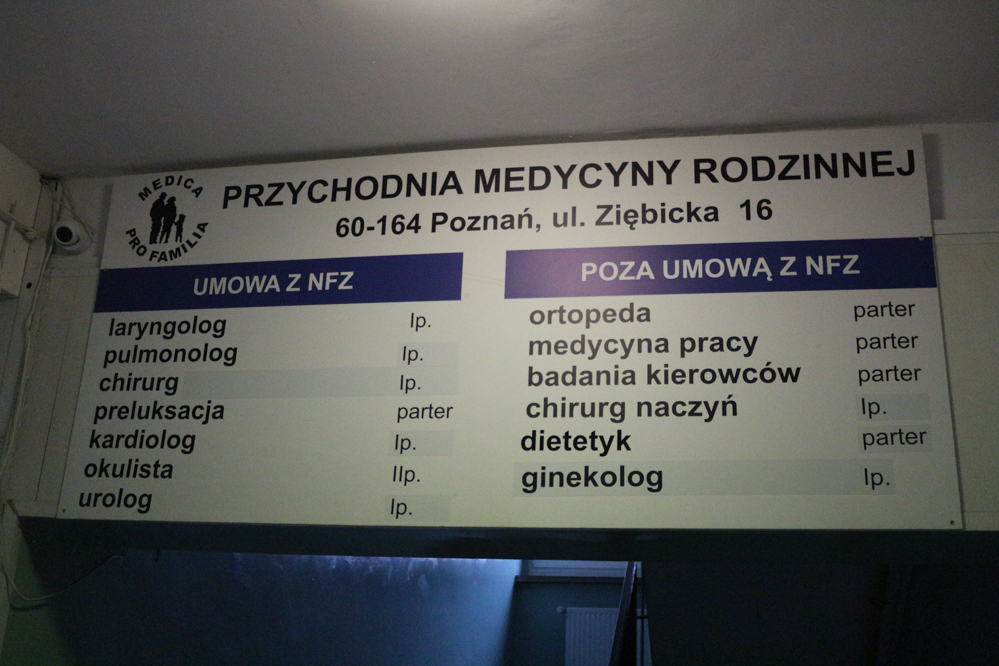 MEDICA
PRO FAMILIA
PRZYCHODNIA MEDYCYNY RODZINNEJ
60-164 Poznań, ul. Ziębicka 16
UMOWA Z NFZ
laryngolog Ip.
pulmonolog Ip.
chirurg Ip.
preluksacja parter
kardiolog Ip.
okulista IIp.
urolog Ip.
POZA UMOWĄ Z NFZ
ortopeda parter
medycyna pracy parter
badania kierowców parter
chirurg naczyń Ip.
dietetyk parter
ginekolog Ip.